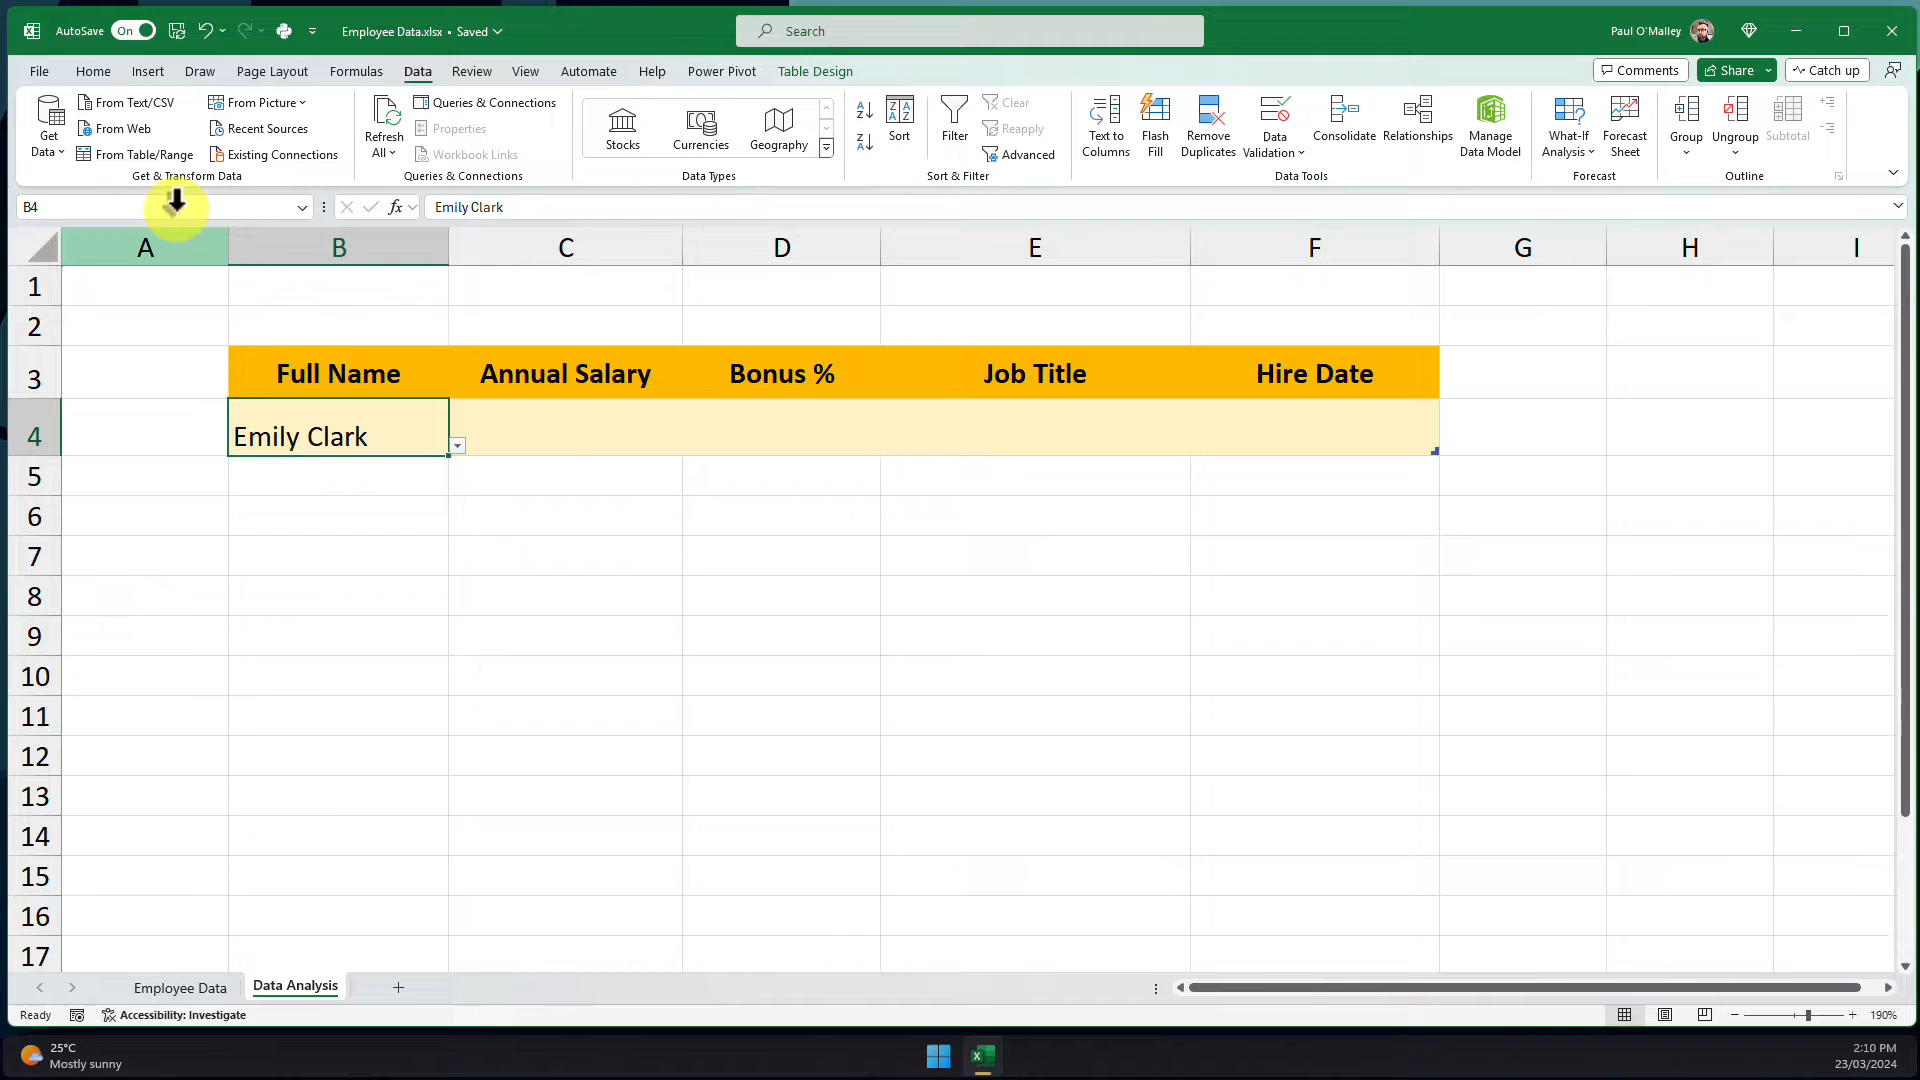 AutoSave On Employee Data.xlsx • Saved Search Paul O'Malley
File Home Insert Draw Page Layout Formulas Data Review View Automate Help Power Pivot Table Design Comments Share Catch up
Get Data From Text/CSV From Web From Table/Range From Picture Recent Sources Existing Connections
Get & Transform Data
Refresh All Queries & Connections Properties Workbook Links
Queries & Connections
Stocks Currencies Geography
Data Types
Sort Filter Clear Reapply Advanced
Sort & Filter
Text to Columns Flash Fill Remove Duplicates Data Validation Consolidate Relationships Manage Data Model
Data Tools
What-If Analysis Forecast Sheet
Forecast
Group Ungroup Subtotal
Outline
B4 fx Emily Clark
A B C D E F G H I
1
2
3 Full Name Annual Salary Bonus % Job Title Hire Date
4 Emily Clark
5
6
7
8
9
10
11
12
13
14
15
16
17
Employee Data Data Analysis
Ready Accessibility: Investigate 190%
25°C
Mostly sunny
2:10 PM
23/03/2024